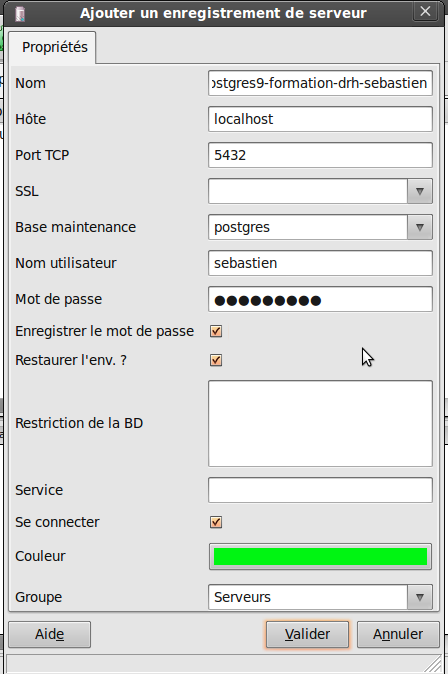 Ajouter un enregistrement de serveur
Propriétés
Nom ostgres9-formation-drh-sebastien
Hôte localhost
Port TCP 5432
SSL
Base maintenance postgres
Nom utilisateur sebastien
Mot de passe ●●●●●●●●●
Enregistrer le mot de passe
Restaurer l'env. ?
Restriction de la BD
Service
Se connecter
Couleur
Groupe Serveurs
Aide Valider Annuler